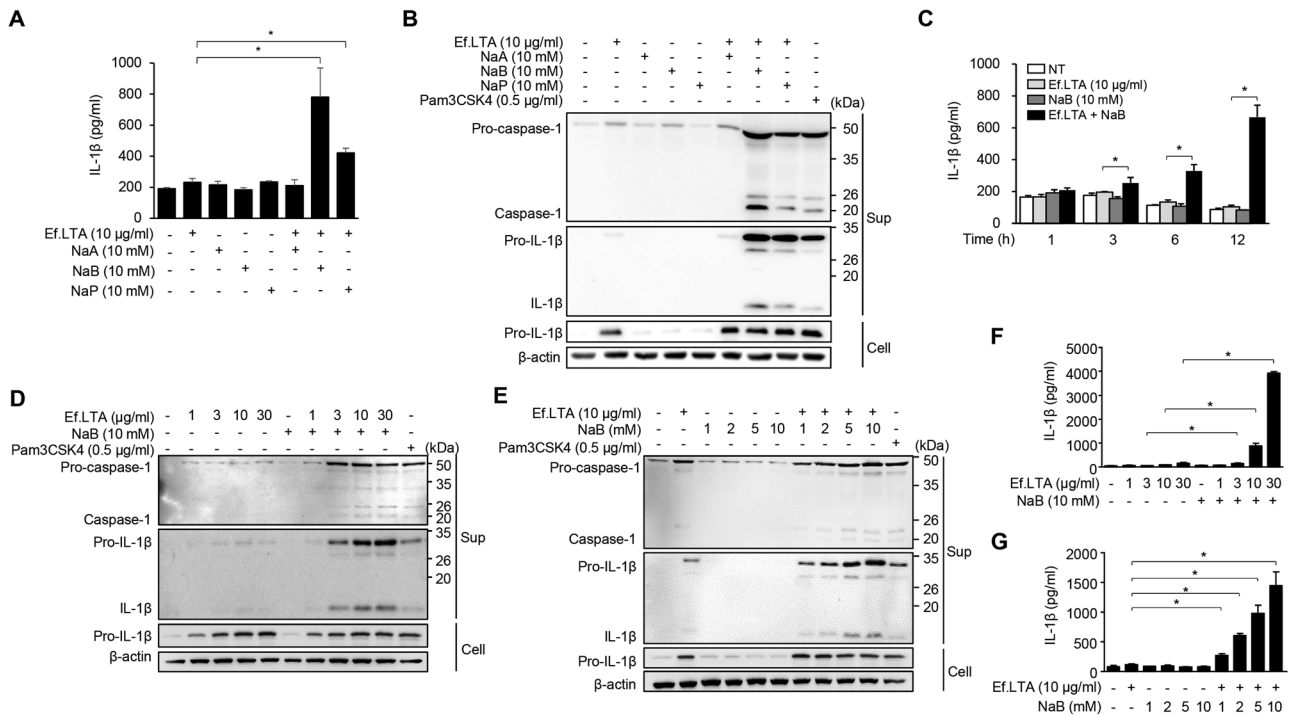 A
IL-1β (pg/ml)
1000
800
600
400
200
0
* 
*
Ef.LTA (10 μg/ml) - + - - - + + +
NaA (10 mM) - - + - - + - -
NaB (10 mM) - - - + - - + -
NaP (10 mM) - - - - + - - +
B
Ef.LTA (10 μg/ml) - + - - - + + + -
NaA (10 mM) - - + - - + - - -
NaB (10 mM) - - - + - - + - -
NaP (10 mM) - - - - + - - + -
Pam3CSK4 (0.5 μg/ml) - - - - - - - - + (kDa)
Pro-caspase-1
50
35
26
Caspase-1
20
Sup
Pro-IL-1β
35
26
20
IL-1β
Pro-IL-1β
Cell
β-actin
C
IL-1β (pg/ml)
1000
800
600
400
200
0
NT
Ef.LTA (10 μg/ml)
NaB (10 mM)
Ef.LTA + NaB
*
*
*
Time (h) 1 3 6 12
D
Ef.LTA (μg/ml) - 1 3 10 30 - 1 3 10 30 -
NaB (10 mM) - - - - - + + + + + -
Pam3CSK4 (0.5 μg/ml) - - - - - - - - - - + (kDa)
Pro-caspase-1
50
35
26
Caspase-1
20
Sup
Pro-IL-1β
35
26
20
IL-1β
Pro-IL-1β
Cell
β-actin
E
Ef.LTA (10 μg/ml) - + - - - - + + + + -
NaB (mM) - - 1 2 5 10 1 2 5 10 -
Pam3CSK4 (0.5 μg/ml) - - - - - - - - - - + (kDa)
Pro-caspase-1
50
35
26
Caspase-1
20
Sup
Pro-IL-1β
35
26
20
IL-1β
Pro-IL-1β
Cell
β-actin
F
IL-1β (pg/ml)
5000
4000
3000
2000
1000
0
*
*
*
Ef.LTA (μg/ml) - 1 3 10 30 - 1 3 10 30
NaB (10 mM) - - - - - + + + + +
G
IL-1β (pg/ml)
2000
1500
1000
500
0
*
*
*
*
Ef.LTA (10 μg/ml) - + - - - - + + + +
NaB (mM) - - 1 2 5 10 1 2 5 10